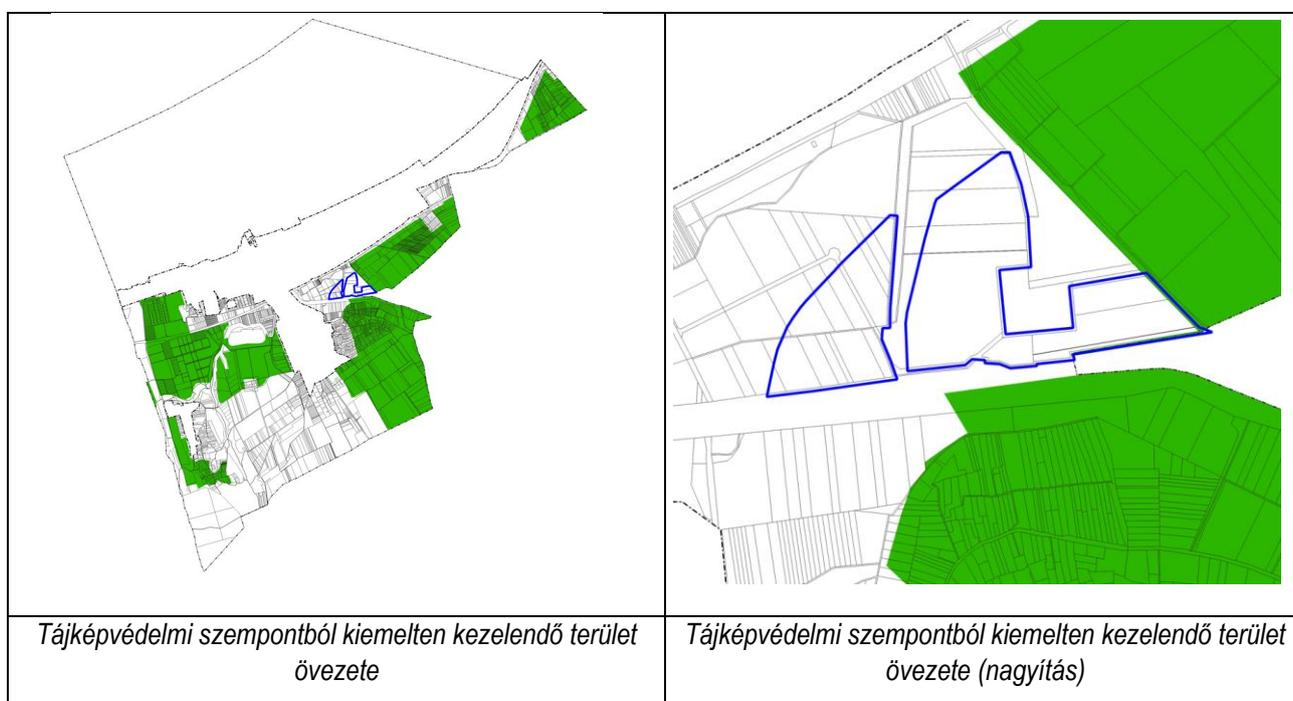 Tájképvédelmi szempontból kiemelten kezelendő terület
övezete
Tájképvédelmi szempontból kiemelten kezelendő terület
övezete (nagyítás)